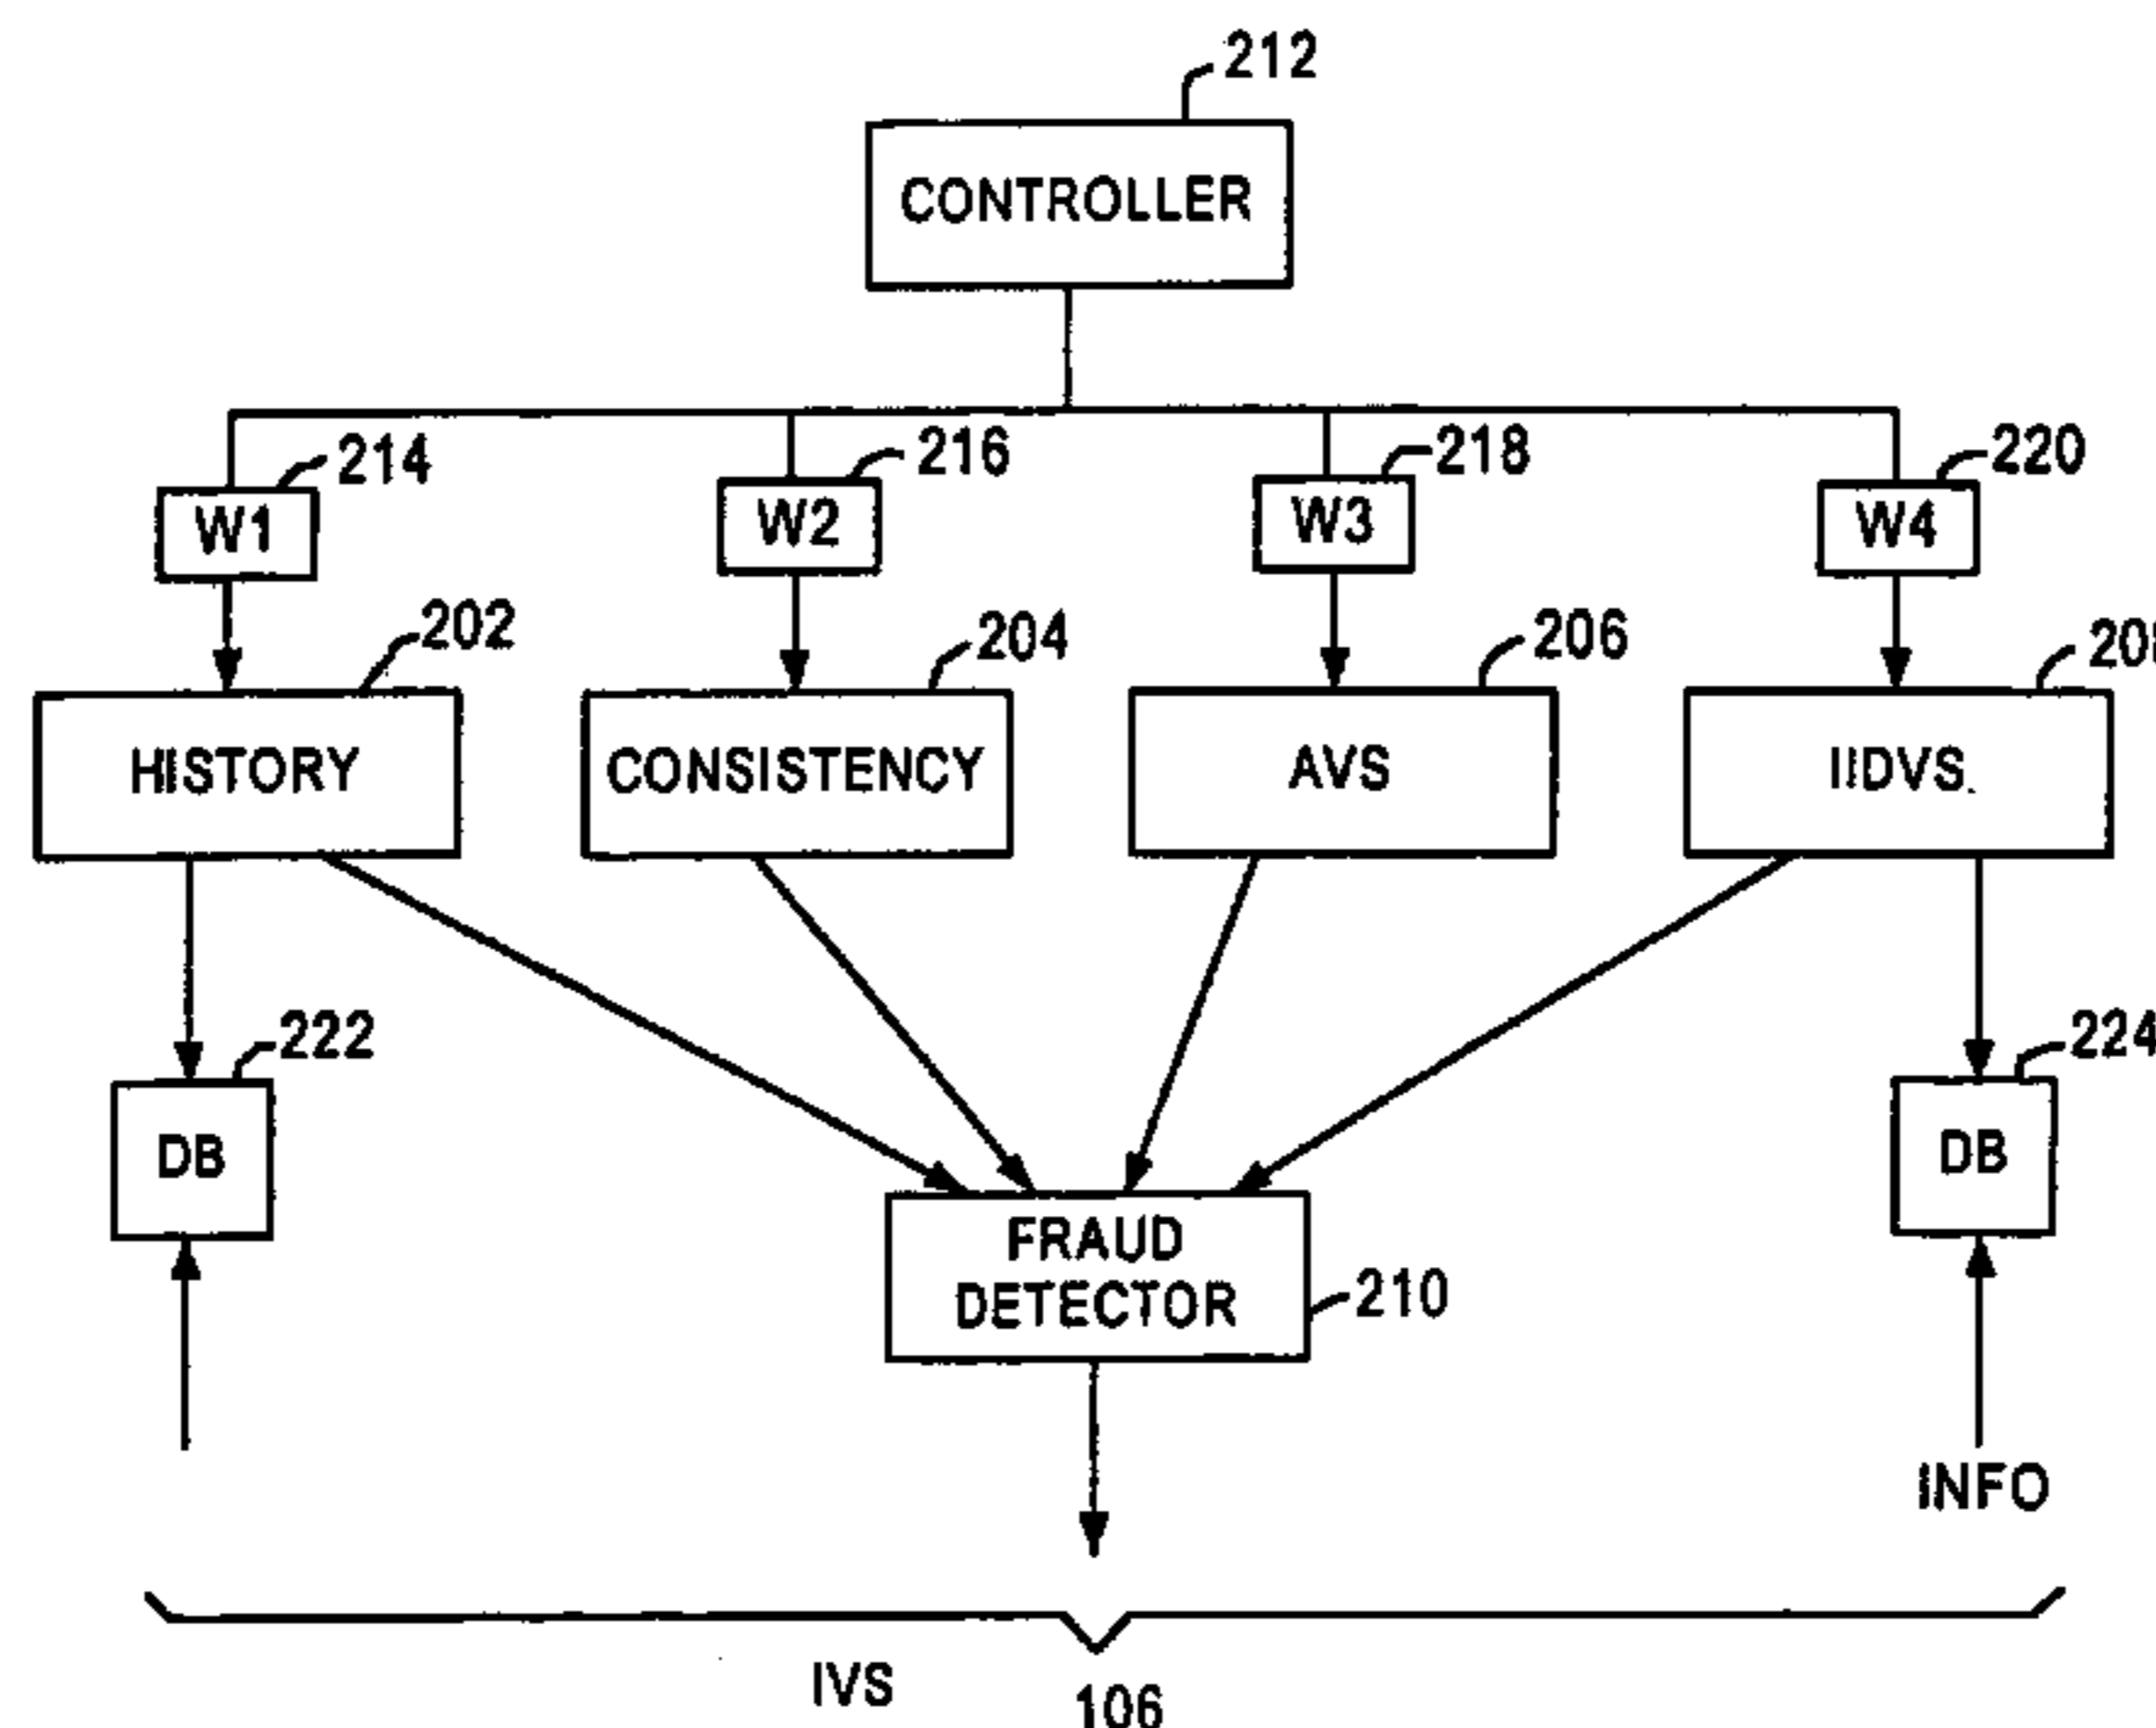 212
CONTROLLER
214
216
218
220
W1
W2
W3
W4
202
204
206
HISTORY
CONSISTENCY
AVS
IIDVS
222
224
DB
DB
FRAUD
DETECTOR
210
INFO
IVS
106